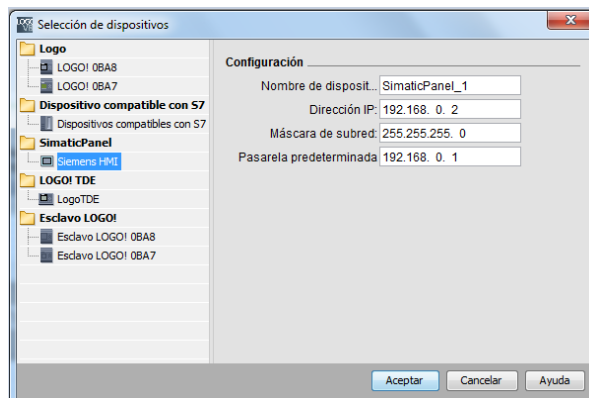 Selección de dispositivos
Logo
LOGO! 0BA8
LOGO! 0BA7
Dispositivo compatible con S7
Dispositivos compatibles con S7
SimaticPanel
Siemens HMI
LOGO! TDE
LogoTDE
Esclavo LOGO!
Esclavo LOGO! 0BA8
Esclavo LOGO! 0BA7
Configuración
Nombre de disposit... SimaticPanel_1
Dirección IP: 192.168. 0. 2
Máscara de subred: 255.255.255. 0
Pasarela predeterminada 192.168. 0. 1
Aceptar Cancelar Ayuda